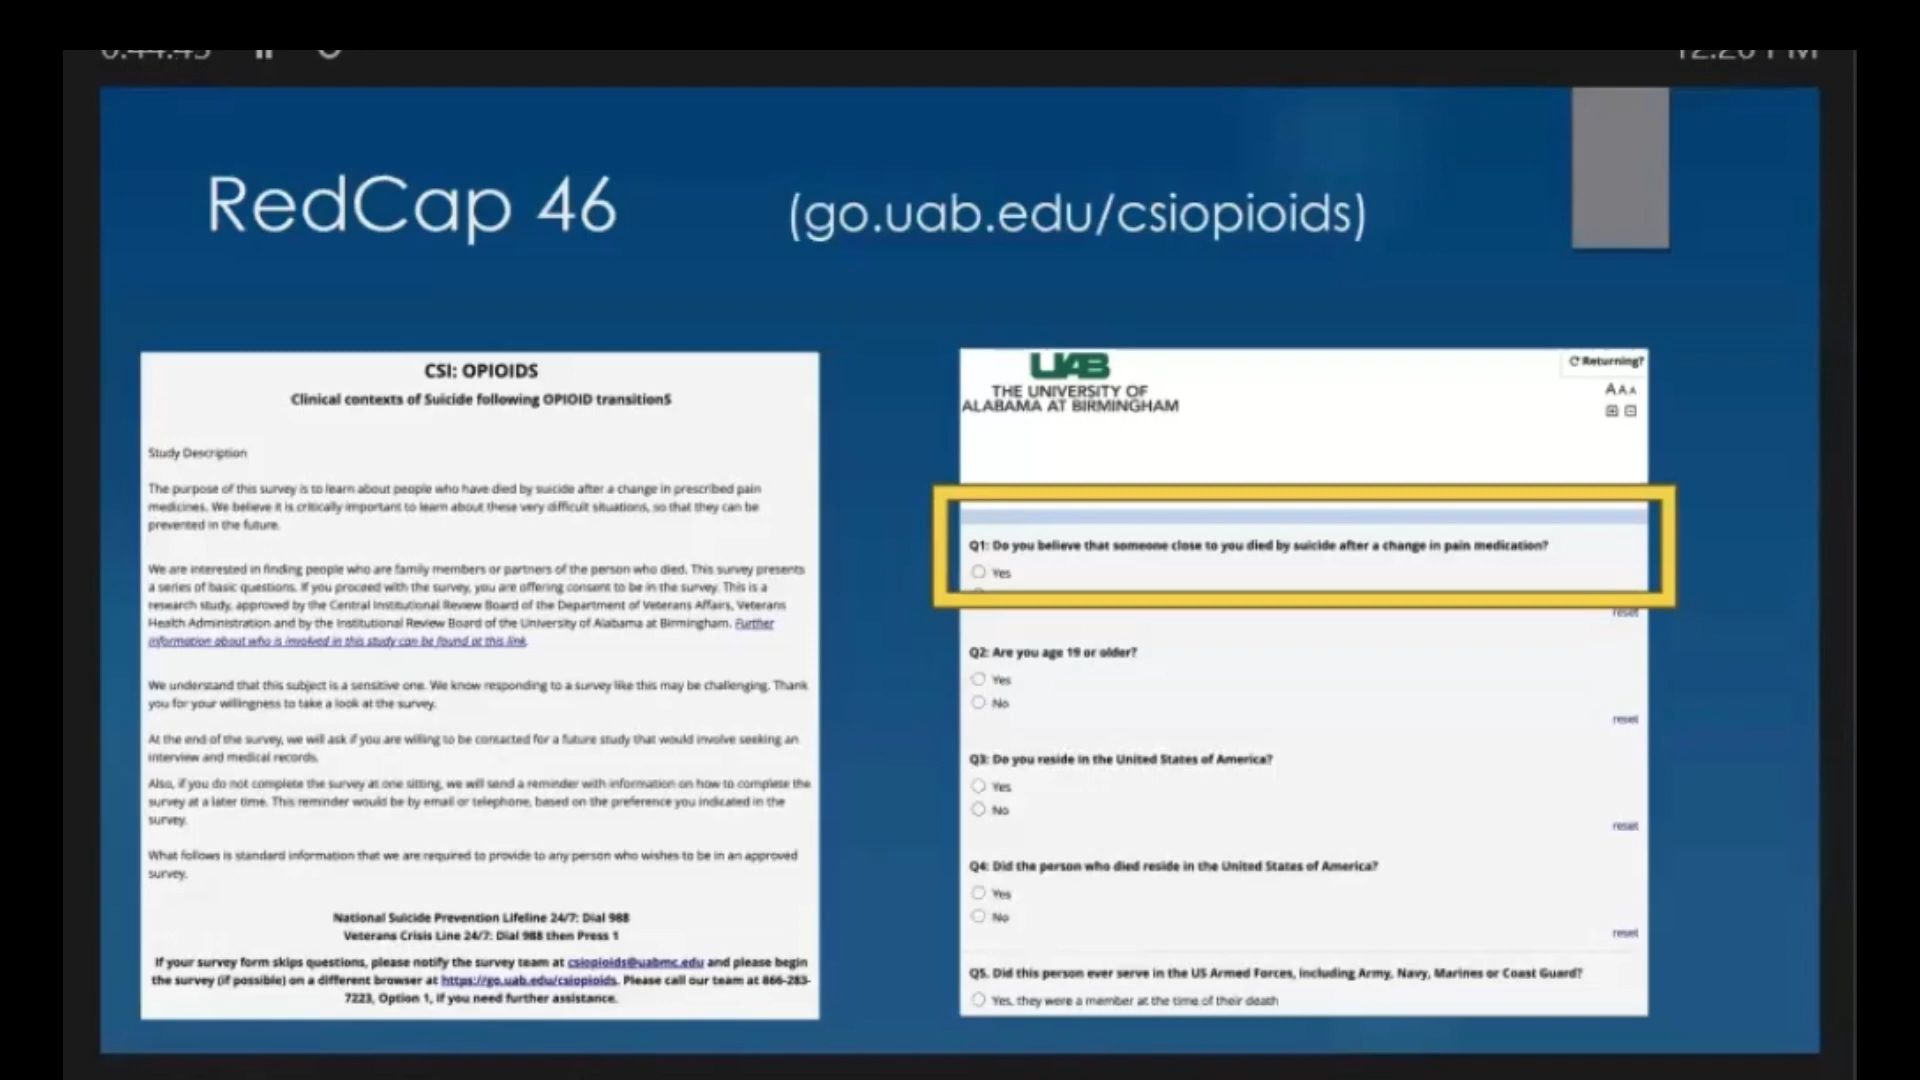 0:44:45
12:20 PM
RedCap 46
(go.uab.edu/csiopioids)
CSI: OPIOIDS
Clinical contexts of Suicide following OPIOID transitionS
Study Description
The purpose of this survey is to learn about people who have died by suicide after a change in prescribed pain
medicines. We believe it is critically important to learn about these very difficult situations, so that they can be
prevented in the future.
We are interested in finding people who are family members or partners of the person who died. This survey presents
a series of basic questions. If you proceed with the survey, you are offering consent to be in the survey. This is a
research study, approved by the Central Institutional Review Board of the Department of Veterans Affairs, Veterans
Health Administration and by the Institutional Review Board of the University of Alabama at Birmingham. Further
information about who is involved in this study can be found at this link.
We understand that this subject is a sensitive one. We know responding to a survey like this may be challenging. Thank
you for your willingness to take a look at the survey.
At the end of the survey, we will ask if you are willing to be contacted for a future study that would involve seeking an
interview and medical records.
Also, if you do not complete the survey at one sitting, we will send a reminder with information on how to complete the
survey at a later time. This reminder would be by email or telephone, based on the preference you indicated in the
survey.
What follows is standard information that we are required to provide to any person who wishes to be in an approved
survey.
National Suicide Prevention Lifeline 24/7: Dial 988
Veterans Crisis Line 24/7: Dial 988 then Press 1
If your survey form skips questions, please notify the survey team at csiopioids@uabmc.edu and please begin
the survey (if possible) on a different browser at https://go.uab.edu/csiopioids. Please call our team at 866-283-
7223, Option 1, if you need further assistance.
UAB
THE UNIVERSITY OF
ALABAMA AT BIRMINGHAM
Returning?
A A A
Q1: Do you believe that someone close to you died by suicide after a change in pain medication?
Yes
reset
Q2: Are you age 19 or older?
Yes
No
reset
Q3: Do you reside in the United States of America?
Yes
No
reset
Q4: Did the person who died reside in the United States of America?
Yes
No
reset
Q5. Did this person ever serve in the US Armed Forces, including Army, Navy, Marines or Coast Guard?
Yes, they were a member at the time of their death